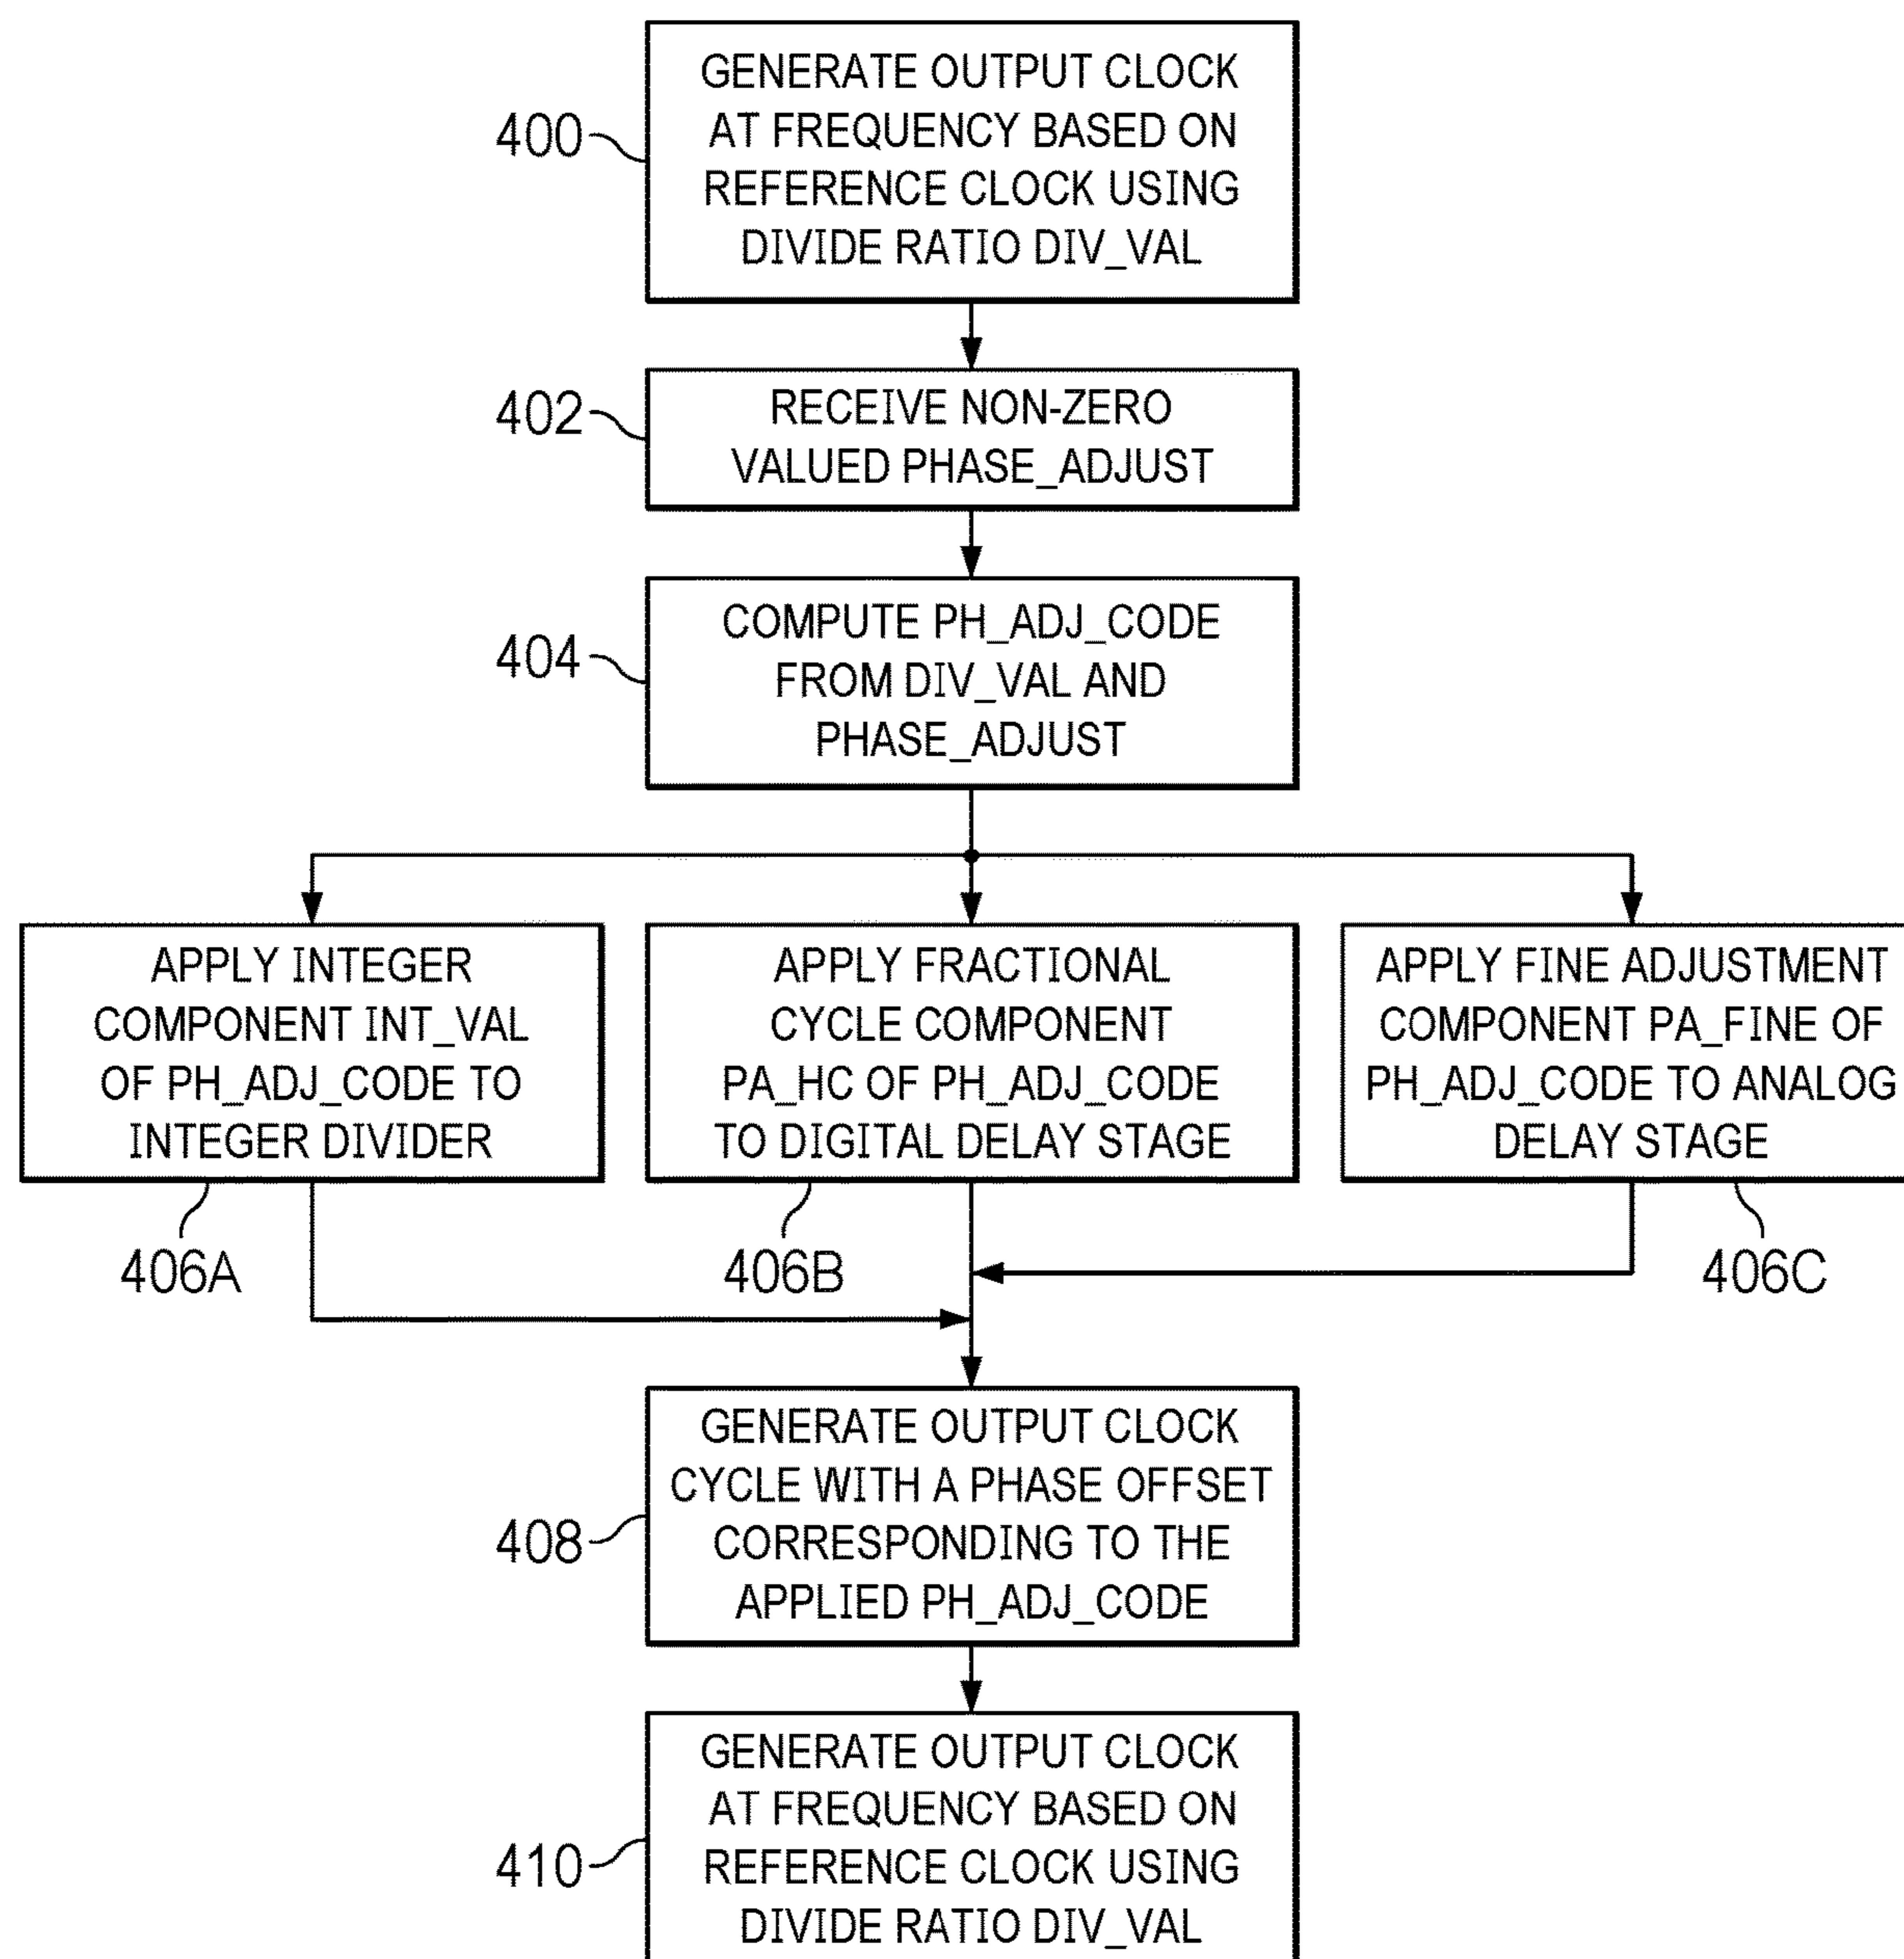 GENERATE OUTPUT CLOCK
AT FREQUENCY BASED ON
REFERENCE CLOCK USING
DIVIDE RATIO DIV_VAL
400
RECEIVE NON-ZERO
VALUED PHASE_ADJUST
402
COMPUTE PH_ADJ_CODE
FROM DIV_VAL AND
PHASE_ADJUST
404
APPLY INTEGER
COMPONENT INT_VAL
OF PH_ADJ_CODE TO
INTEGER DIVIDER
406A
APPLY FRACTIONAL
CYCLE COMPONENT
PA_HC OF PH_ADJ_CODE
TO DIGITAL DELAY STAGE
406B
APPLY FINE ADJUSTMENT
COMPONENT PA_FINE OF
PH_ADJ_CODE TO ANALOG
DELAY STAGE
406C
GENERATE OUTPUT CLOCK
CYCLE WITH A PHASE OFFSET
CORRESPONDING TO THE
APPLIED PH_ADJ_CODE
408
GENERATE OUTPUT CLOCK
AT FREQUENCY BASED ON
REFERENCE CLOCK USING
DIVIDE RATIO DIV_VAL
410